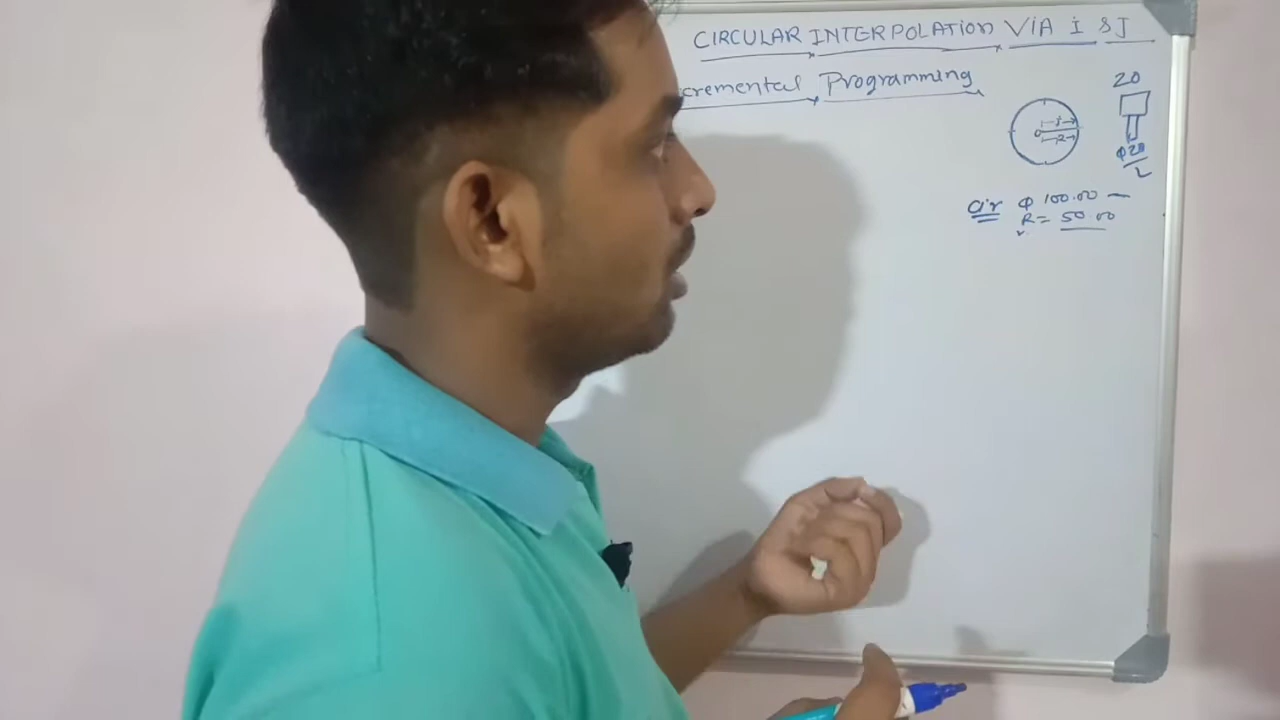 CIRCULAR INTERPOLATION VIA I & J
cremental Programming
20
Φ20
Cir Φ 100.00
R = 50.00